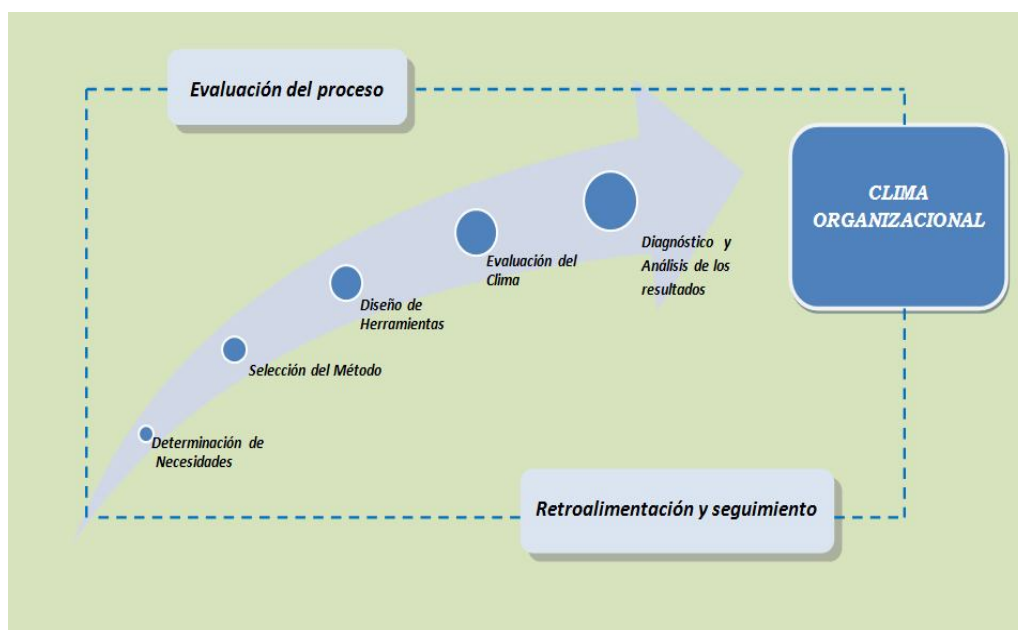 Evaluación del proceso
CLIMA
ORGANIZACIONAL
Diagnóstico y
Análisis de los
resultados
Evaluación del
Clima
Diseño de
Herramientas
Selección del Método
Determinación de
Necesidades
Retroalimentación y seguimiento